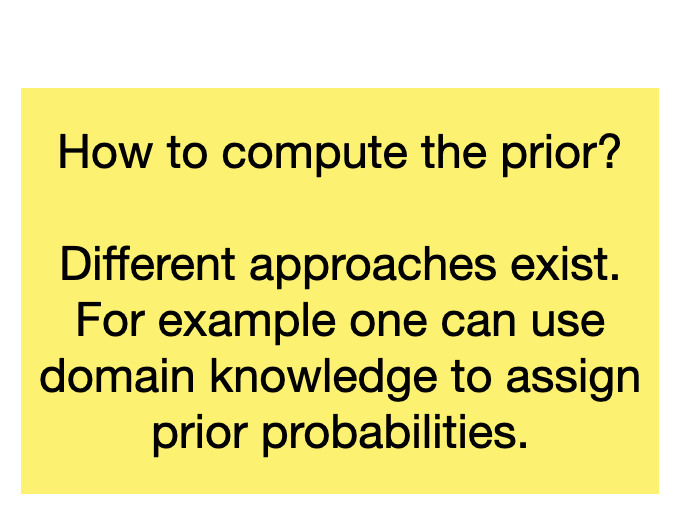 How to compute the prior?
Different approaches exist.
For example one can use
domain knowledge to assign
prior probabilities.